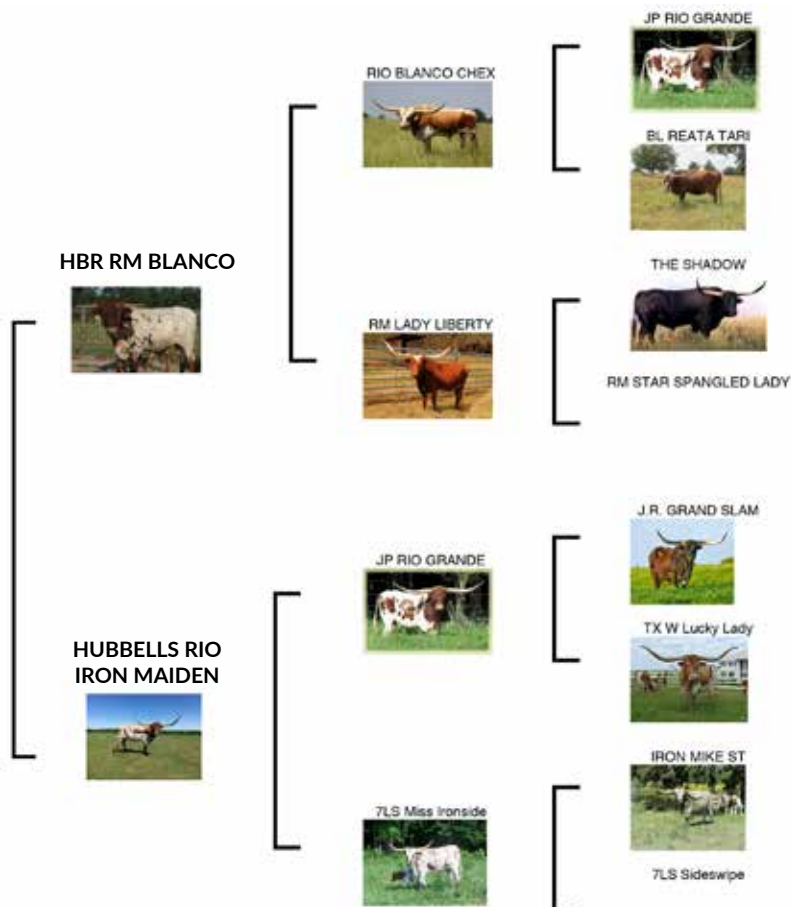 JP RIO GRANDE
RIO BLANCO CHEX
BL REATA TARI
HBR RM BLANCO
THE SHADOW
RM LADY LIBERTY
RM STAR SPANGLED LADY
J.R. GRAND SLAM
JP RIO GRANDE
TX W Lucky Lady
HUBBELLS RIO
IRON MAIDEN
IRON MIKE ST
7LS Miss Ironside
7LS Sideswipe